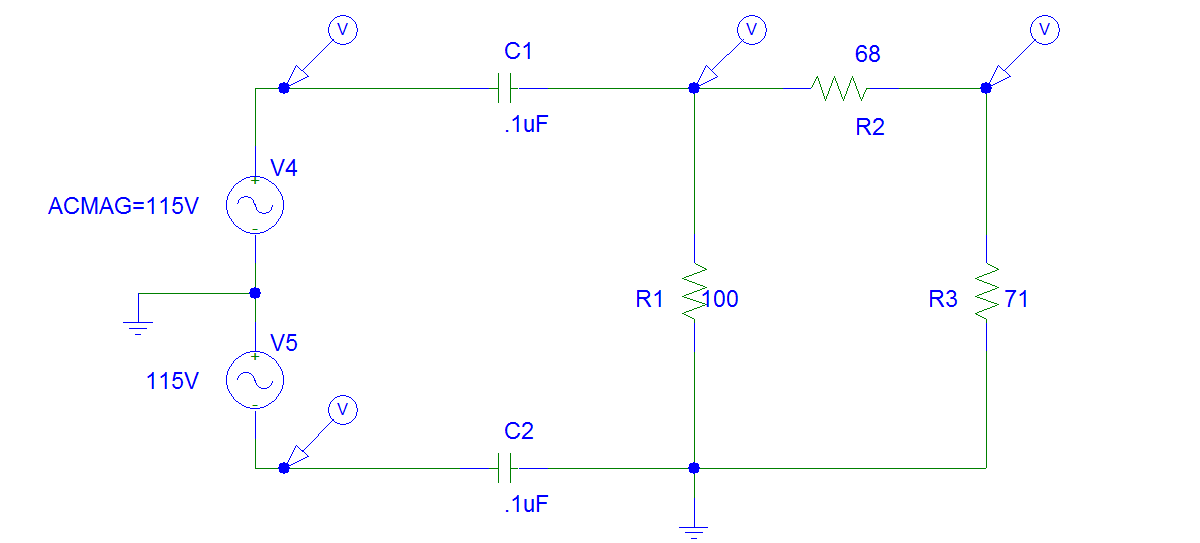 V
V
V
C1
68
.1uF
R2
V4
+
ACMAG=115V
-
R1
100
R3
71
V5
+
115V
-
V
C2
.1uF